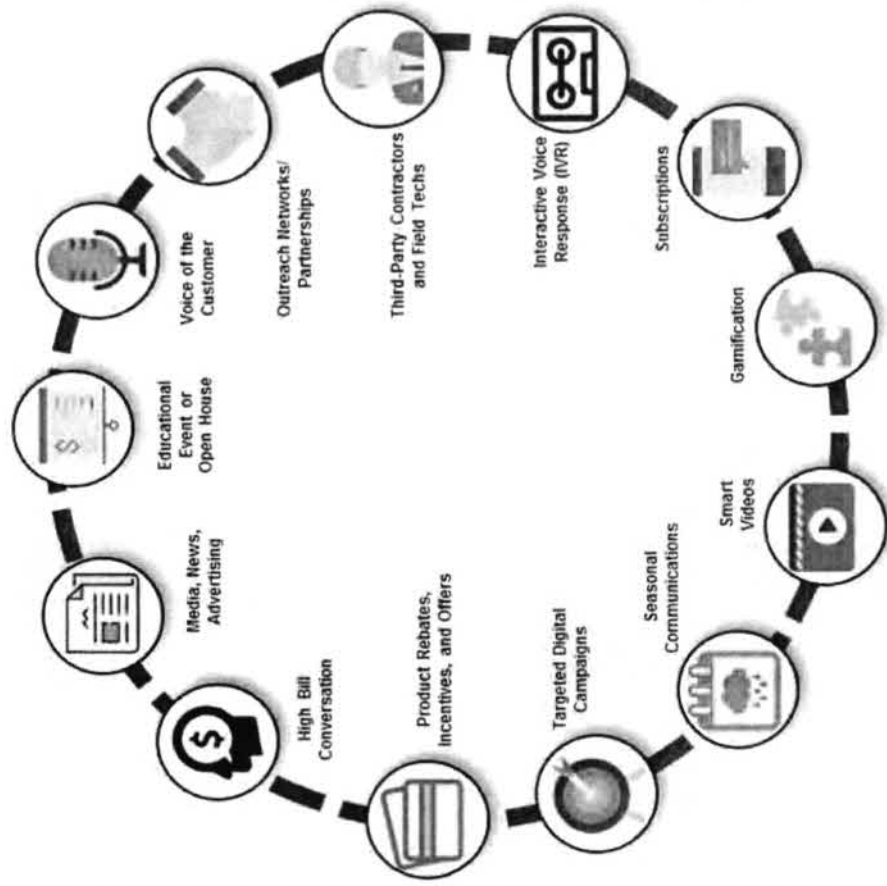 Educational
Event or
Open House
Voice of the
Customer
Outreach Networks/
Partnerships
Third-Party Contractors
and Field Techs
Interactive Voice
Response (IVR)
Subscriptions
Gamification
Smart
Videos
Seasonal
Communications
Targeted Digital
Campaigns
Product Rebates,
Incentives, and Offers
High Bill
Conversation
Media, News,
Advertising